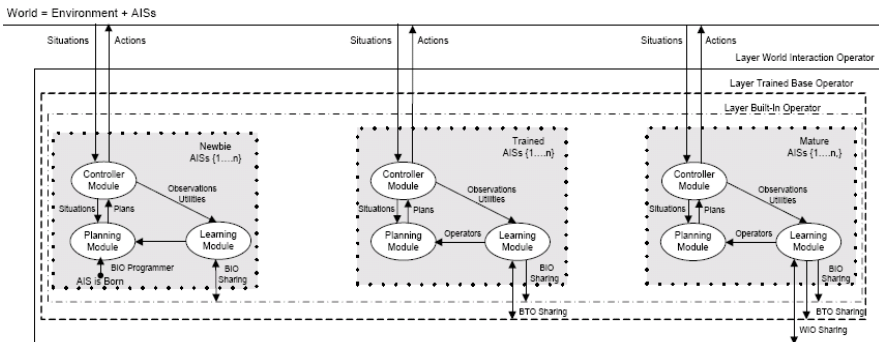 World = Environment + AISs
Situations
Actions
Situations
Actions
Situations
Actions
Layer World Interaction Operator
Layer Trained Base Operator
Layer Built-In Operator
Newbie
AISs {1....n}
Controller
Module
Observations
Utilities
Situations
Plans
Planning
Module
Learning
Module
BIO Programmer
AIS is Born
BIO
Sharing
Trained
AISs {1....n}
Controller
Module
Observations
Utilities
Situations
Plans
Planning
Module
Operators
Learning
Module
BIO
Sharing
BTO Sharing
Mature
AISs {1....n,}
Controller
Module
Observations
Utilities
Situations
Plans
Planning
Module
Operators
Learning
Module
BIO
Sharing
BTO Sharing
WIO Sharing